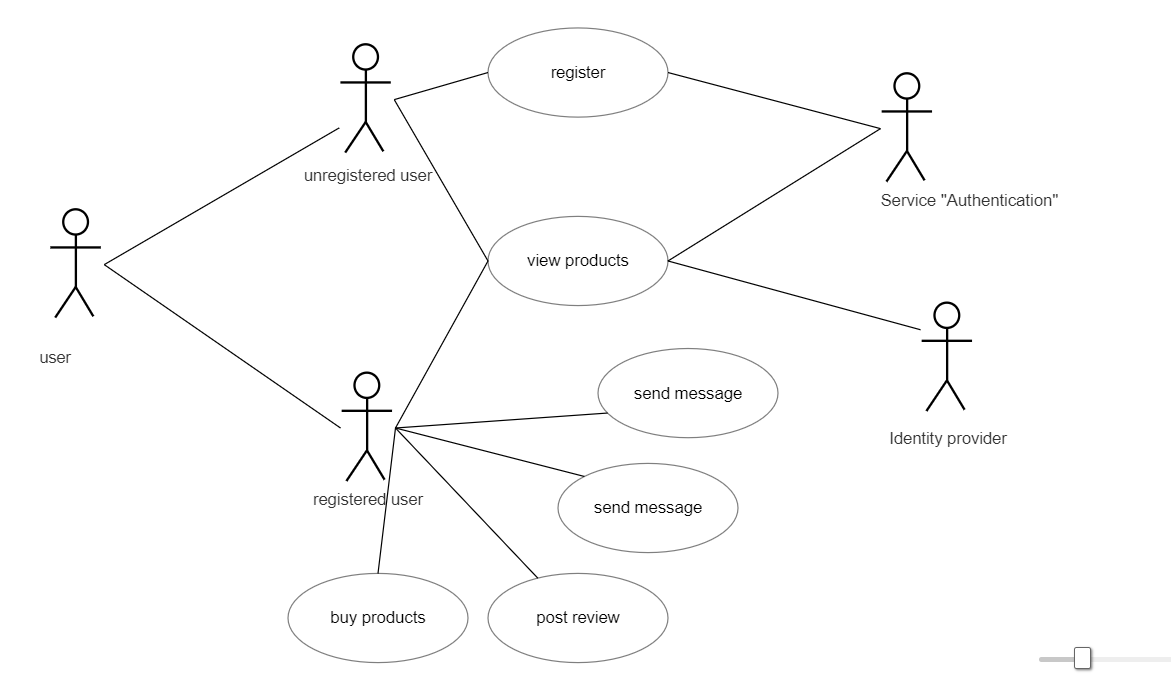 register
unregistered user
Service "Authentication"
view products
user
send message
Identity provider
registered user
send message
buy products
post review